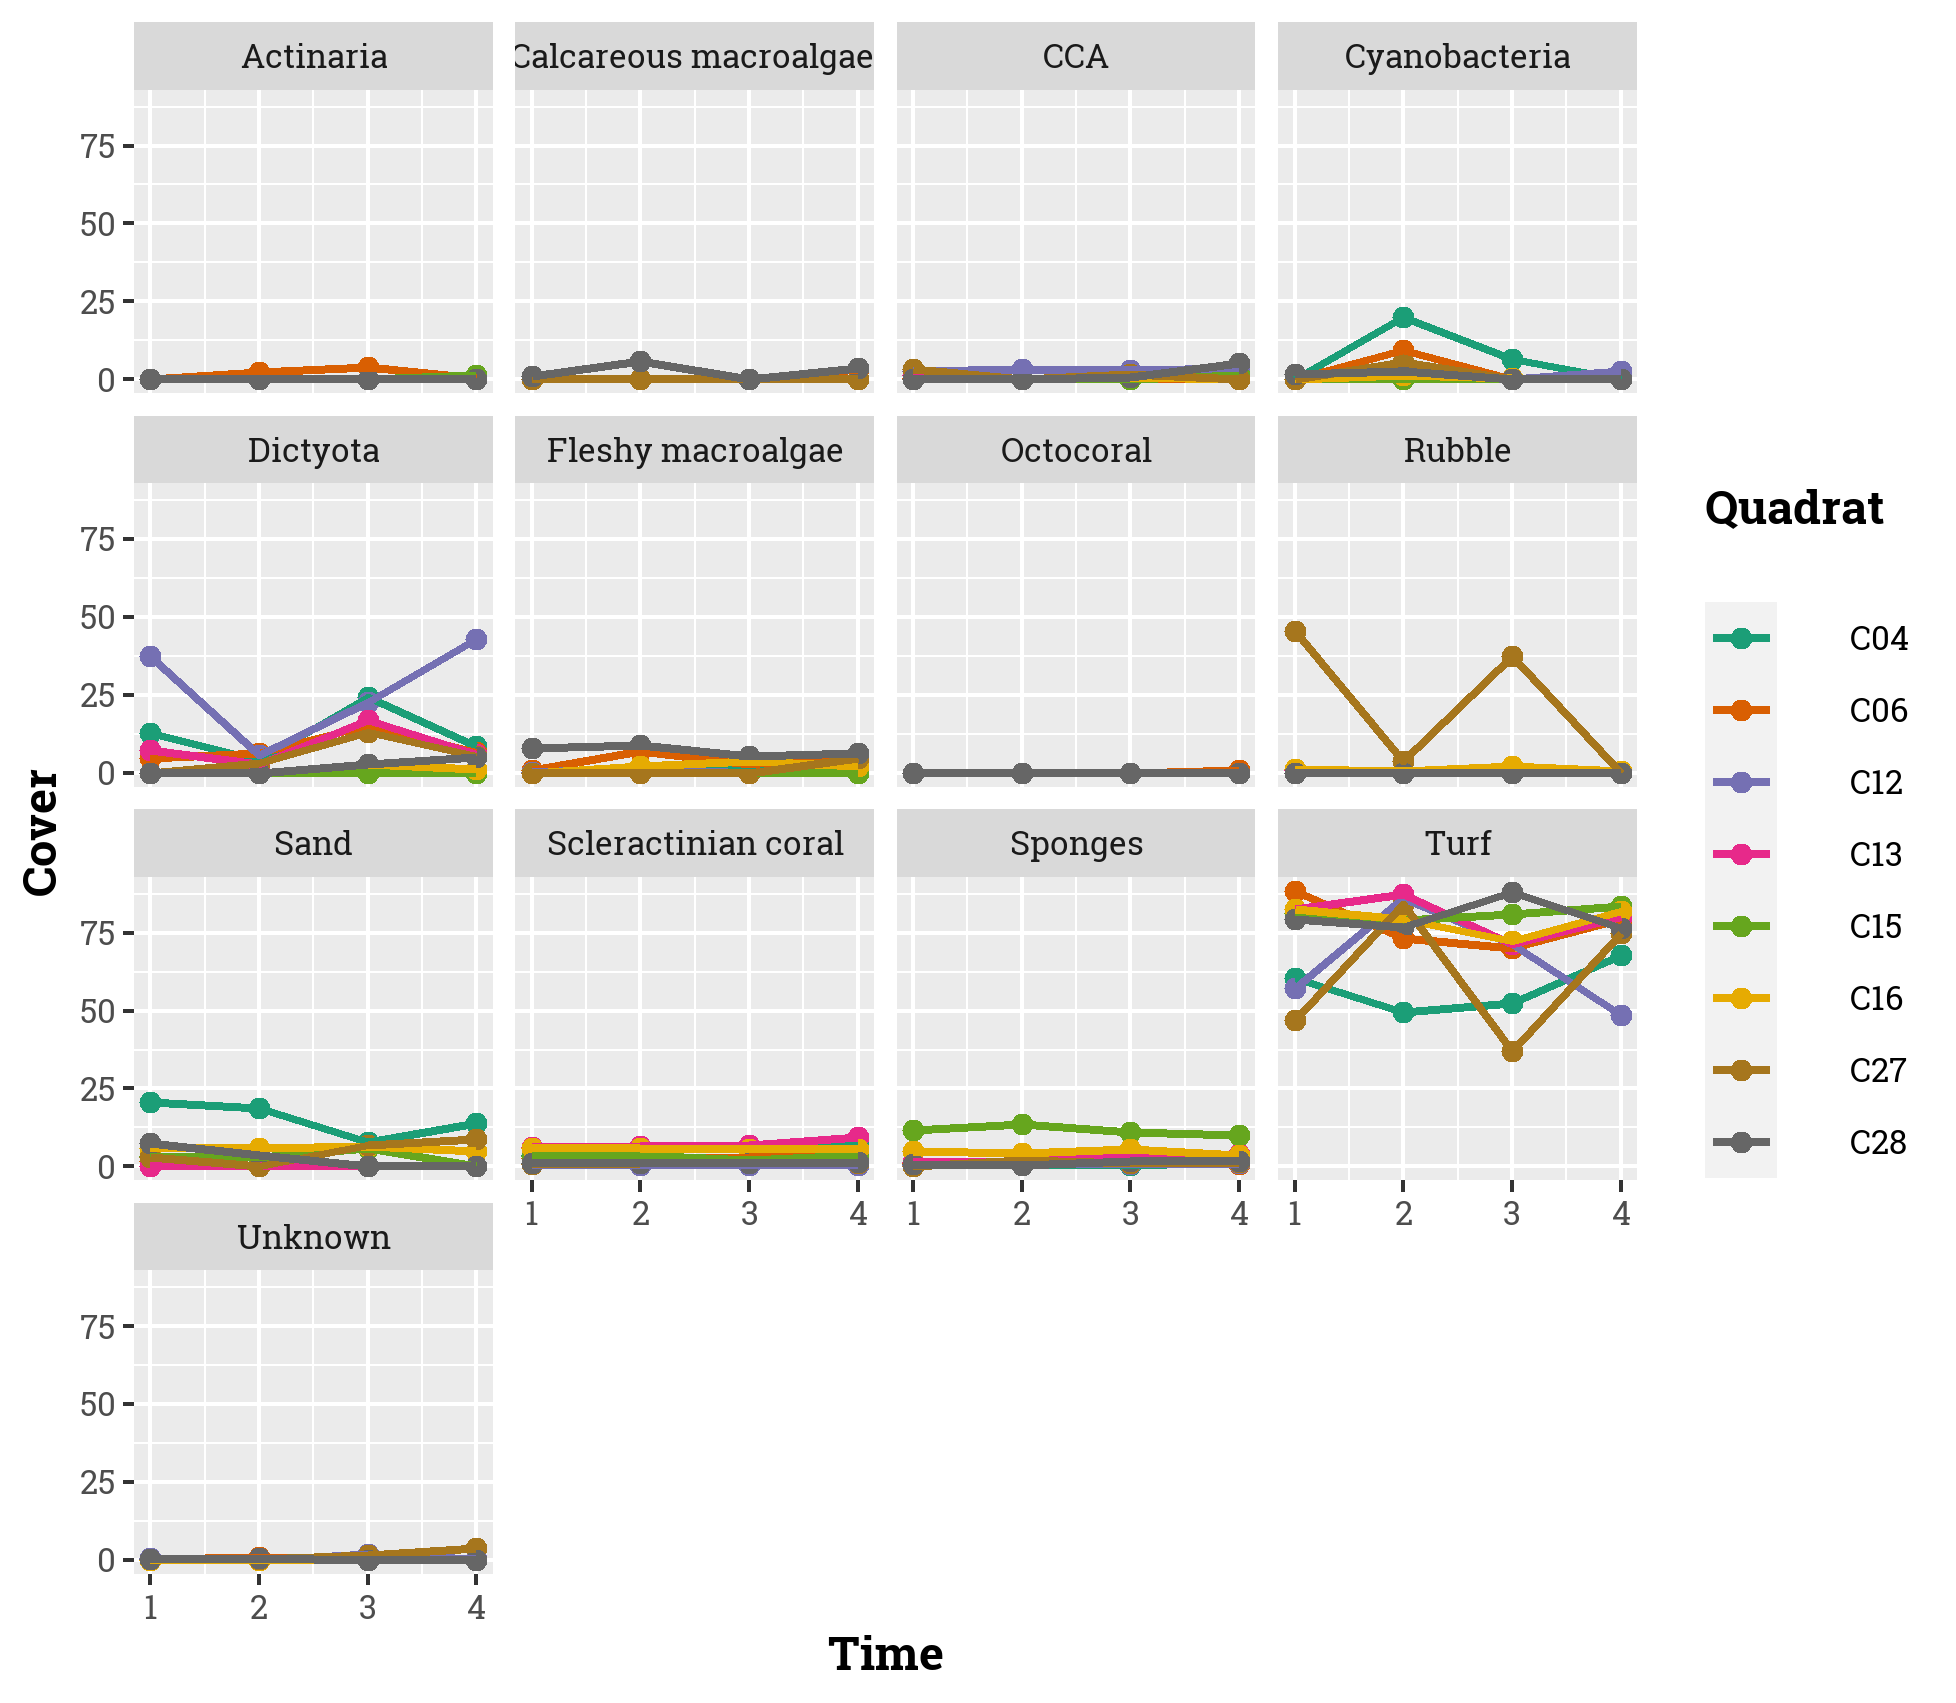 Actinaria
Calcareous macroalgae
CCA
Cyanobacteria
75
50
25
0
Dictyota
Fleshy macroalgae
Octocoral
Rubble
75
50
25
0
Sand
Scleractinian coral
Sponges
Turf
75
50
25
0
1 2 3 4
1 2 3 4
1 2 3 4
Unknown
75
50
25
0
1 2 3 4
Cover
Time
Quadrat
C04
C06
C12
C13
C15
C16
C27
C28